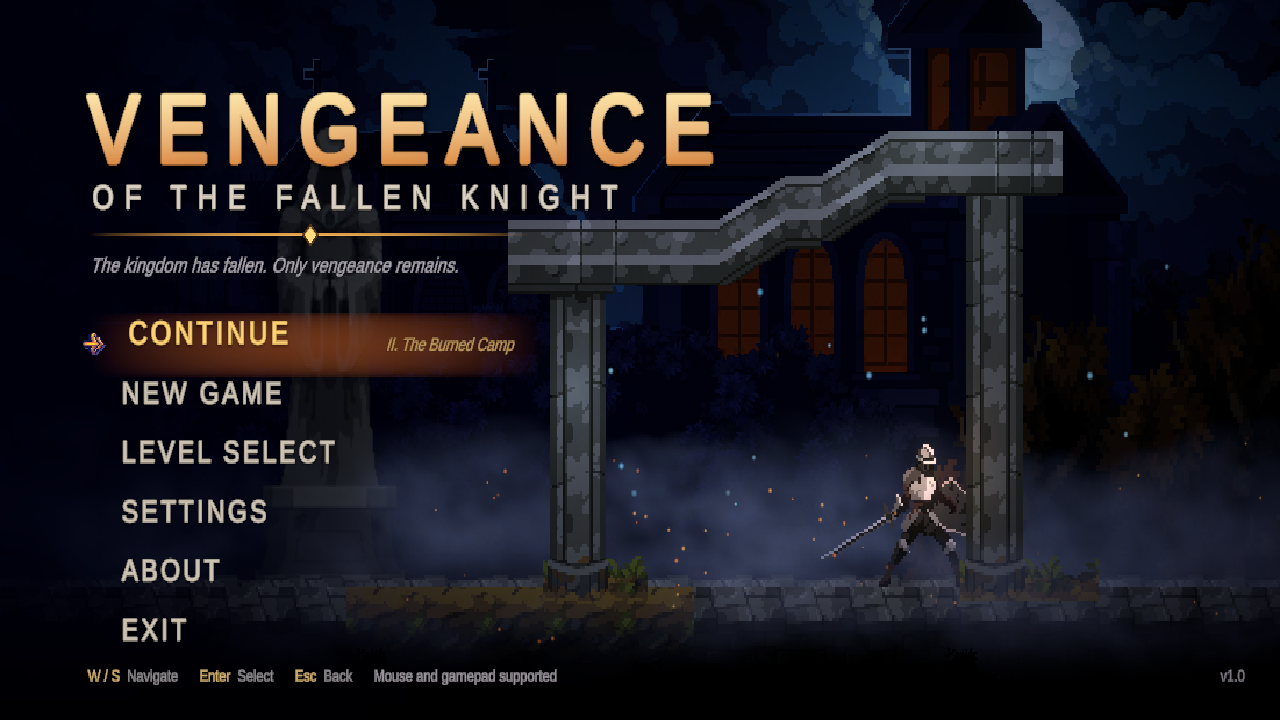 VENGEANCE
OF THE FALLEN KNIGHT
The kingdom has fallen. Only vengeance remains.
CONTINUE II. The Burned Camp
NEW GAME
LEVEL SELECT
SETTINGS
ABOUT
EXIT
W / S Navigate Enter Select Esc Back Mouse and gamepad supported v1.0